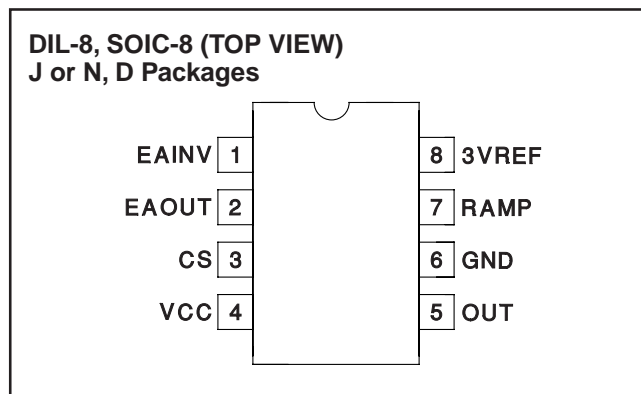 DIL-8, SOIC-8 (TOP VIEW)
J or N, D Packages
EAINV 1
EAOUT 2
CS 3
VCC 4
8 3VREF
7 RAMP
6 GND
5 OUT